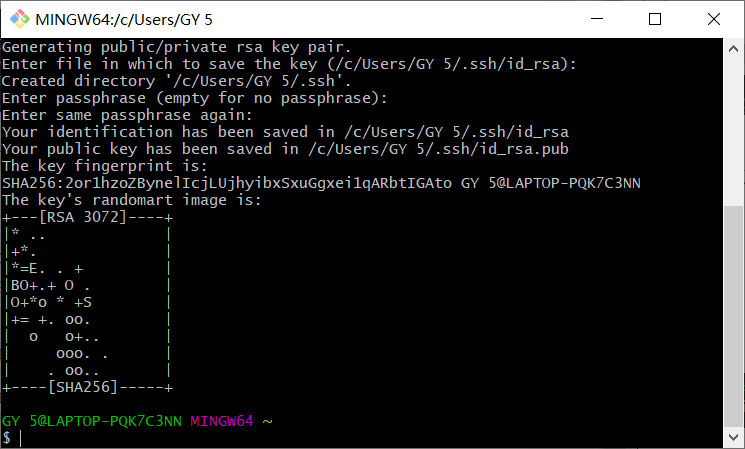 MINGW64:/c/Users/GY 5
Generating public/private rsa key pair.
Enter file in which to save the key (/c/Users/GY 5/.ssh/id_rsa):
Created directory '/c/Users/GY 5/.ssh'.
Enter passphrase (empty for no passphrase):
Enter same passphrase again:
Your identification has been saved in /c/Users/GY 5/.ssh/id_rsa
Your public key has been saved in /c/Users/GY 5/.ssh/id_rsa.pub
The key fingerprint is:
SHA256:2or1hzoZBynelIcjLUjhyibxSxuGgxei1qARbtIGAto GY 5@LAPTOP-PQK7C3NN
The key's randomart image is:
+---[RSA 3072]----+
|* ..             |
|+*.              |
|*=E. . +         |
|BO+.+ O .        |
|O+*o * +S        |
|+= +. oo.        |
|  o   o+..       |
|     ooo. .      |
|    . oo..       |
+----[SHA256]-----+
GY 5@LAPTOP-PQK7C3NN MINGW64 ~
$